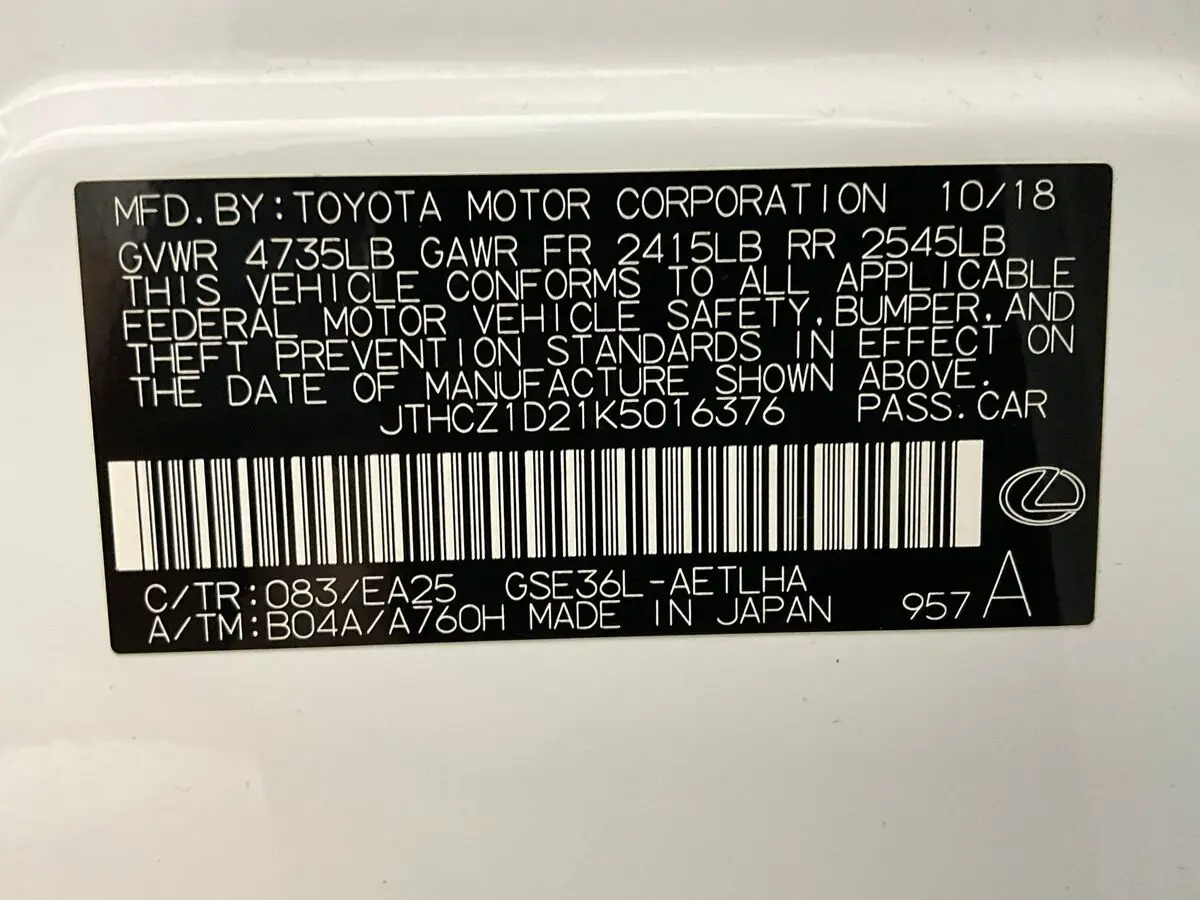 MFD.BY:TOYOTA MOTOR CORPORATION 10/18
GVWR 4735LB GAWR FR 2415LB RR 2545LB
THIS VEHICLE CONFORMS TO ALL APPLICABLE
FEDERAL MOTOR VEHICLE SAFETY,BUMPER,AND
THEFT PREVENTION STANDARDS IN EFFECT ON
THE DATE OF MANUFACTURE SHOWN ABOVE.
JTHCZ1D21K5016376 PASS.CAR
C/TR:083/EA25 GSE36L-AETLHA
A/TM:B04A/A760H MADE IN JAPAN 957 A